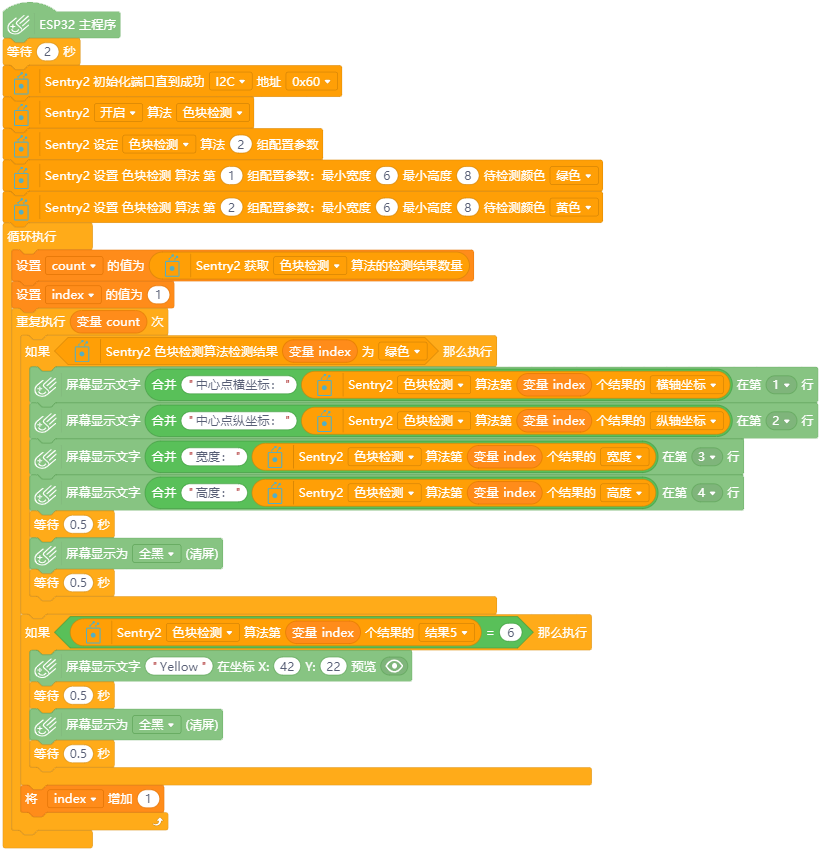 ESP32 主程序
等待 2 秒
Sentry2 初始化端口直到成功 I2C 地址 0x60
Sentry2 开启 算法 色块检测
Sentry2 设定 色块检测 算法 2 组配置参数
Sentry2 设置 色块检测 算法 第 1 组配置参数：最小宽度 6 最小高度 8 待检测颜色 绿色
Sentry2 设置 色块检测 算法 第 2 组配置参数：最小宽度 6 最小高度 8 待检测颜色 黄色
循环执行
设置 count 的值为 Sentry2 获取 色块检测 算法的检测结果数量
设置 index 的值为 1
重复执行 变量 count 次
如果 Sentry2 色块检测算法检测结果 变量 index 为 绿色 那么执行
屏幕显示文字 合并 "中心点横坐标：" Sentry2 色块检测 算法第 变量 index 个结果的 横轴坐标 在第 1 行
屏幕显示文字 合并 "中心点纵坐标：" Sentry2 色块检测 算法第 变量 index 个结果的 纵轴坐标 在第 2 行
屏幕显示文字 合并 "宽度：" Sentry2 色块检测 算法第 变量 index 个结果的 宽度 在第 3 行
屏幕显示文字 合并 "高度：" Sentry2 色块检测 算法第 变量 index 个结果的 高度 在第 4 行
等待 0.5 秒
屏幕显示为 全黑 (清屏)
等待 0.5 秒
如果 Sentry2 色块检测 算法第 变量 index 个结果的 结果5 = 6 那么执行
屏幕显示文字 "Yellow" 在坐标 X: 42 Y: 22 预览
等待 0.5 秒
屏幕显示为 全黑 (清屏)
等待 0.5 秒
将 index 增加 1